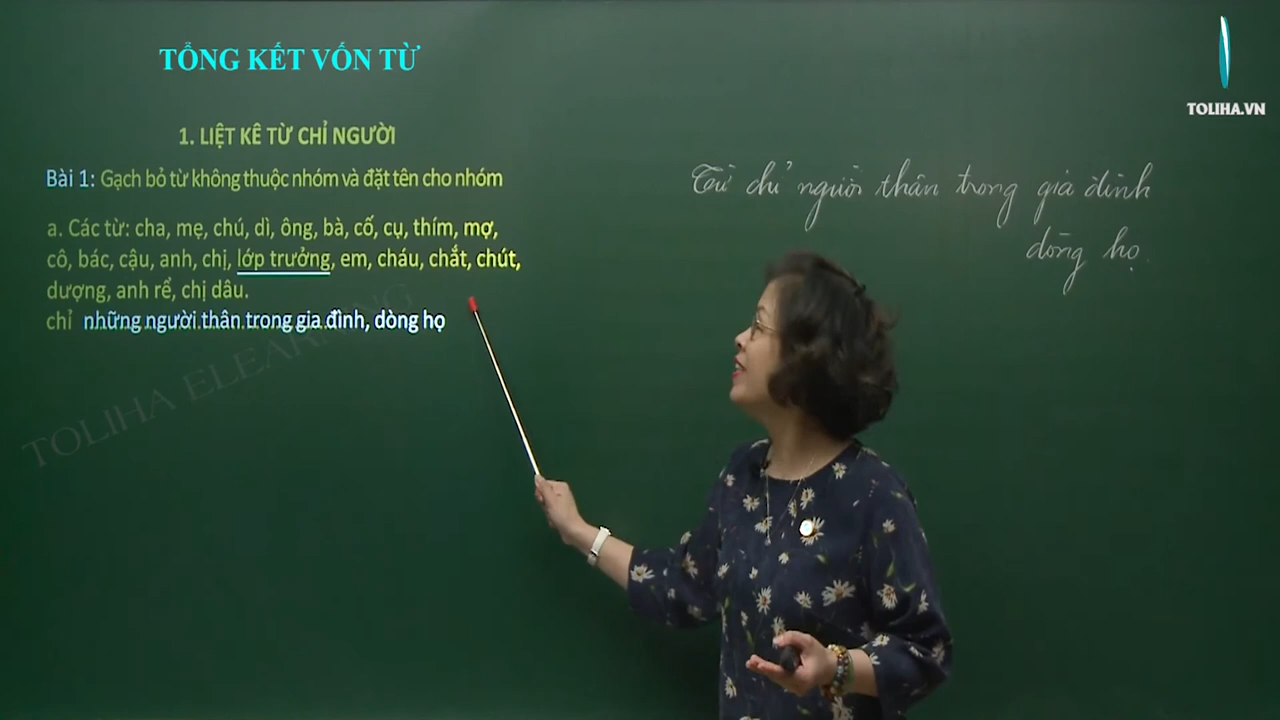 TỔNG KẾT VỐN TỪ
TOLIHA.VN
1. LIỆT KÊ TỪ CHỈ NGƯỜI
Bài 1: Gạch bỏ từ không thuộc nhóm và đặt tên cho nhóm
a. Các từ: cha, mẹ, chú, dì, ông, bà, cố, cụ, thím, mợ,
cô, bác, cậu, anh, chị, lớp trưởng, em, cháu, chắt, chút,
dượng, anh rể, chị dâu.
chỉ những người thân trong gia đình, dòng họ
Từ chỉ người thân trong gia đình
dòng họ.
TOLIHA ELEARNING